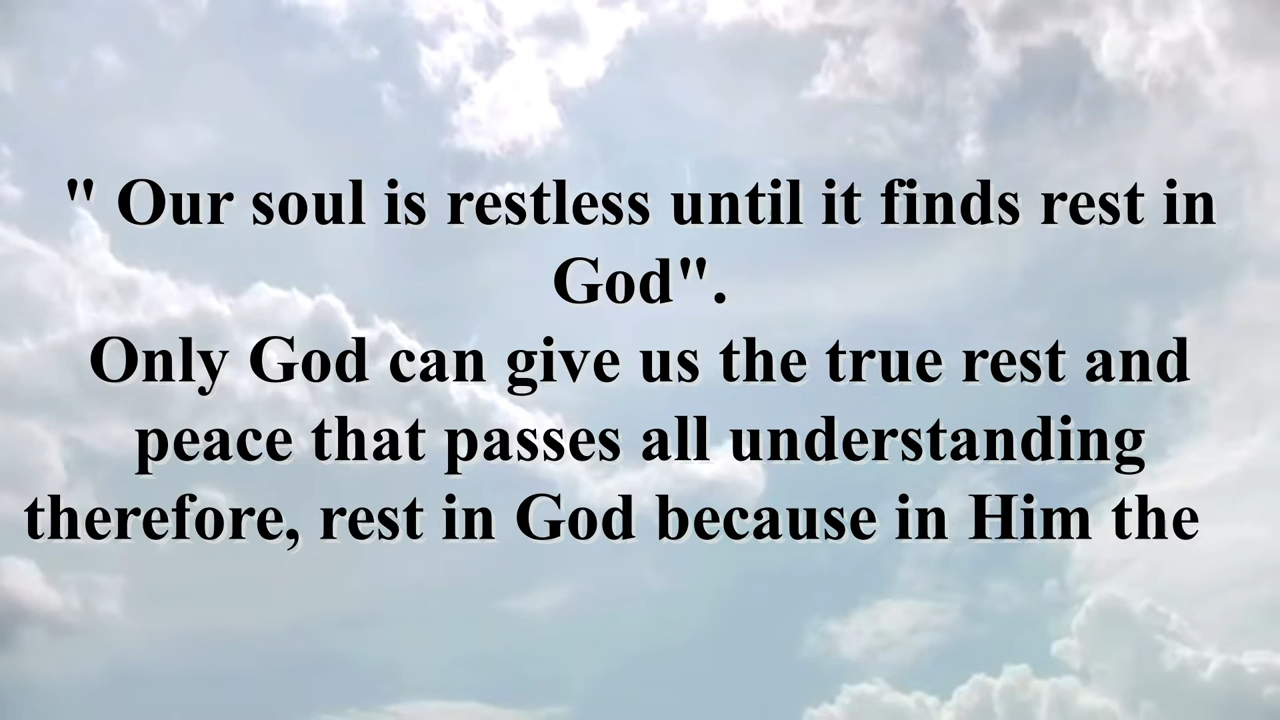 " Our soul is restless until it finds rest in
God".
Only God can give us the true rest and
peace that passes all understanding
therefore, rest in God because in Him the